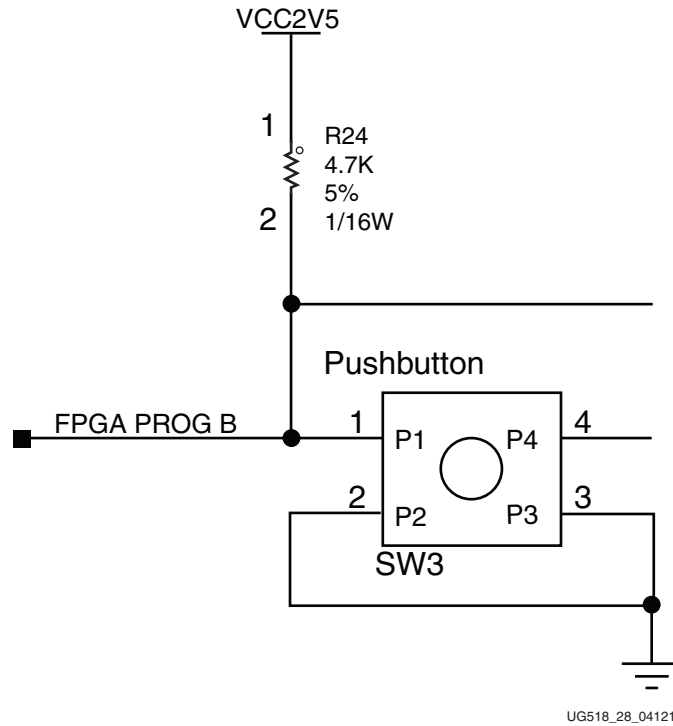 VCC2V5
1
R24
4.7K
5%
2
1/16W
Pushbutton
FPGA PROG B
1
P1
P4
4
2
P2
P3
3
SW3
UG518_28_04121